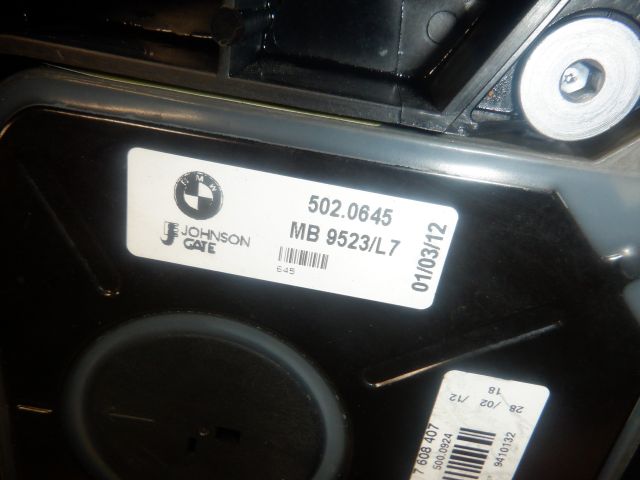 BMW
502.0645
JOHNSON
GATE
MB 9523/L7
645
01/03/12
28 /02 /12
18
7 608 407
500.0924
9410132